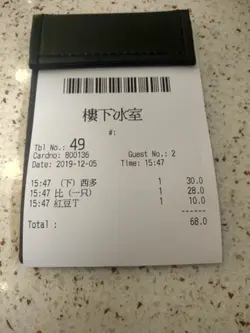 樓下冰室
#:
Tbl No.: 49
Cardno: 800136 Guest No.: 2
Date: 2019-12-05 Time: 15:47
15:47 (下) 西多 1 30.0
15:47 比 (一只) 1 28.0
15:47 紅豆T 1 10.0
Total : 68.0